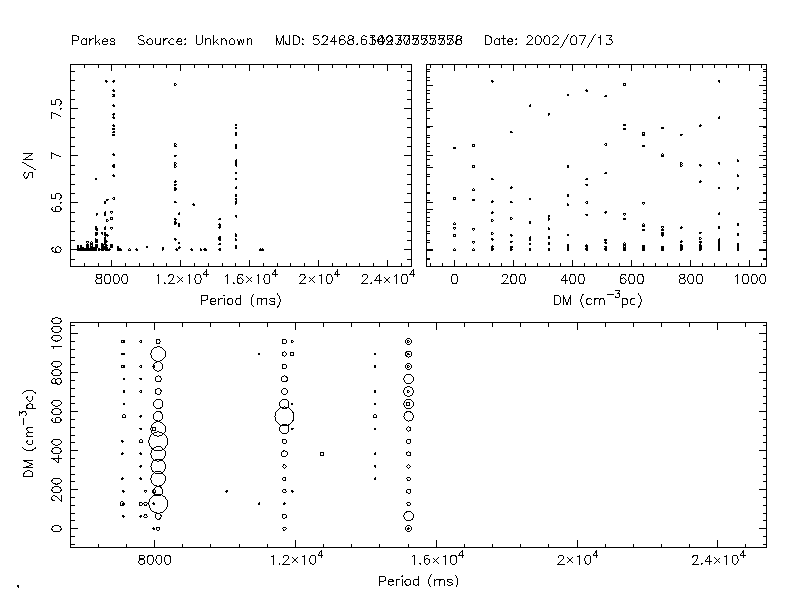 Parkes Source: Unknown MJD: Date: 2002/07/13
S/N
6 6.5 7 7.5
8000 1.2×10⁴ 1.6×10⁴ 2×10⁴ 2.4×10⁴
Period (ms)
0 200 400 600 800 1000
DM (cm⁻³pc)
DM (cm⁻³pc)
0 200 400 600 800 1000
8000 1.2×10⁴ 1.6×10⁴ 2×10⁴ 2.4×10⁴
Period (ms)